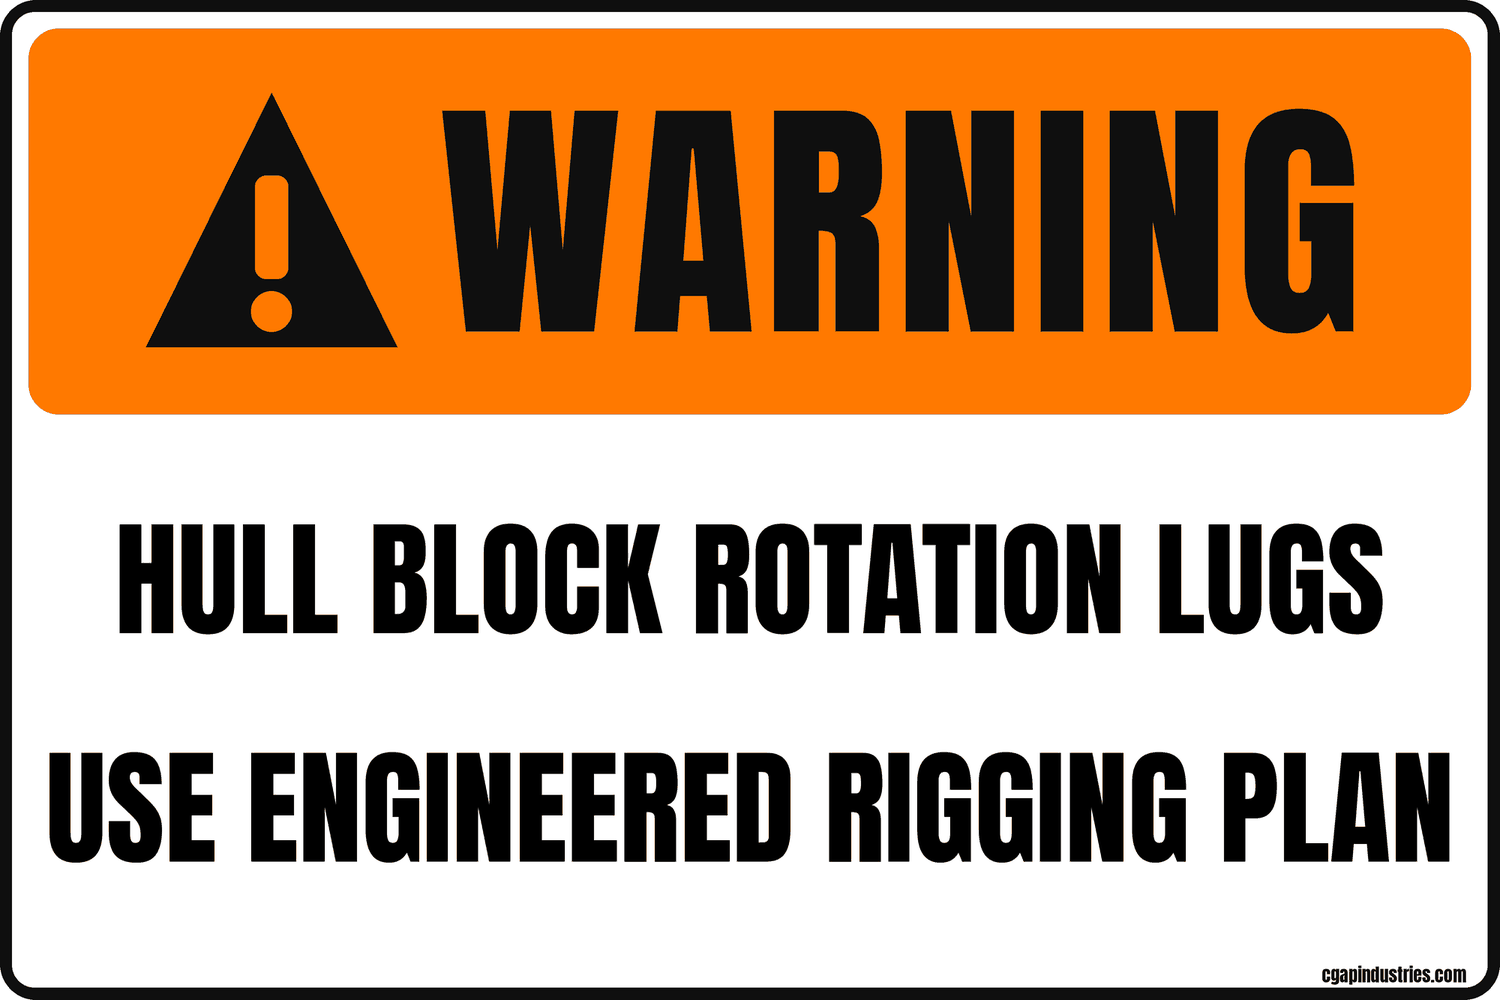 WARNING
HULL BLOCK ROTATION LUGS
USE ENGINEERED RIGGING PLAN
cgapindustries.com